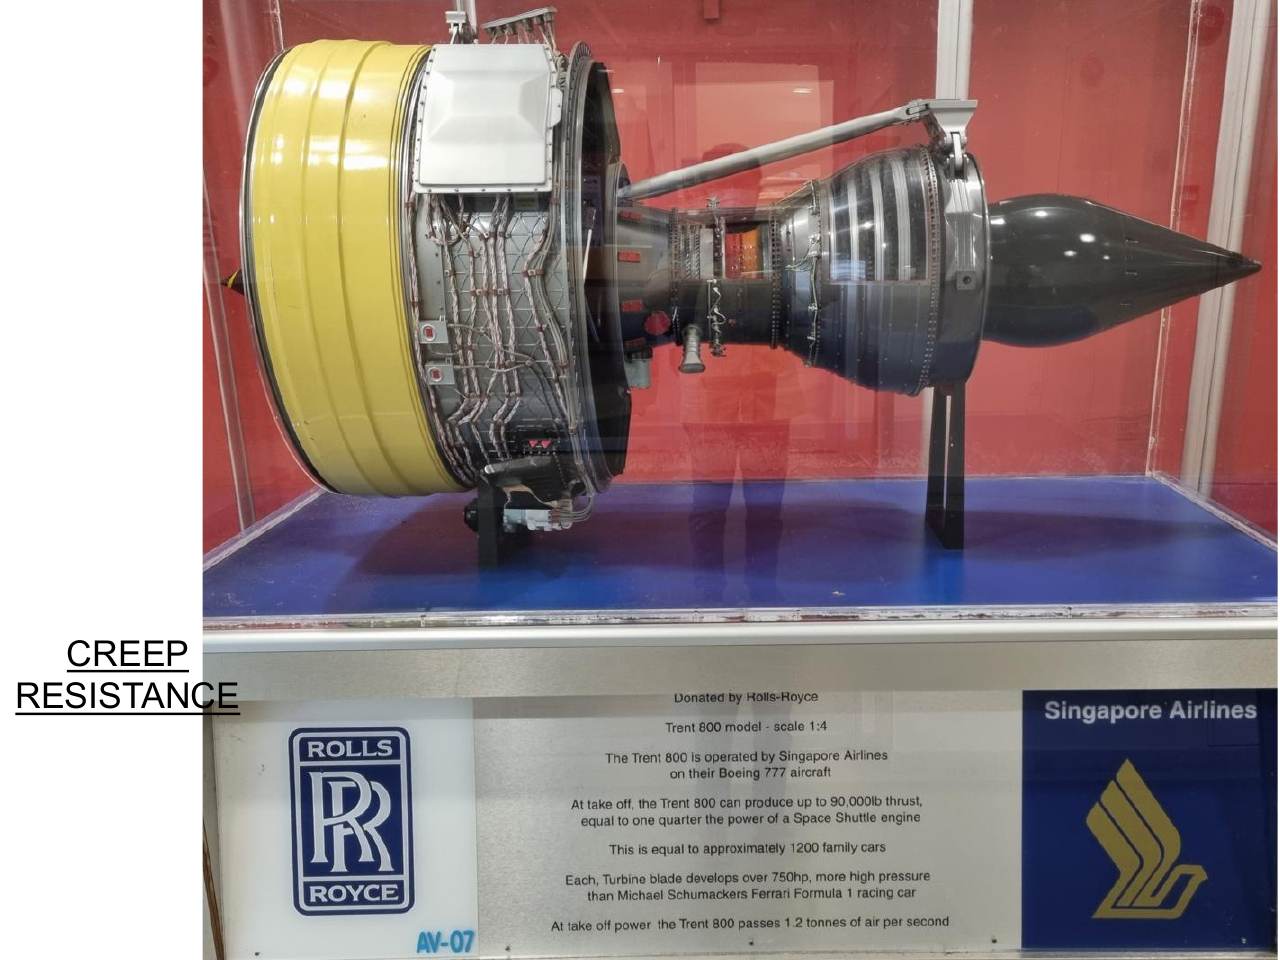 CREEP
RESISTANCE
ROLLS
RR
ROYCE
AV-07
Donated by Rolls-Royce
Trent 800 model - scale 1:4
The Trent 800 is operated by Singapore Airlines
on their Boeing 777 aircraft
At take off, the Trent 800 can produce up to 90,000lb thrust,
equal to one quarter the power of a Space Shuttle engine
This is equal to approximately 1200 family cars
Each, Turbine blade develops over 750hp, more high pressure
than Michael Schumackers Ferrari Formula 1 racing car
At take off power the Trent 800 passes 1.2 tonnes of air per second
Singapore Airlines